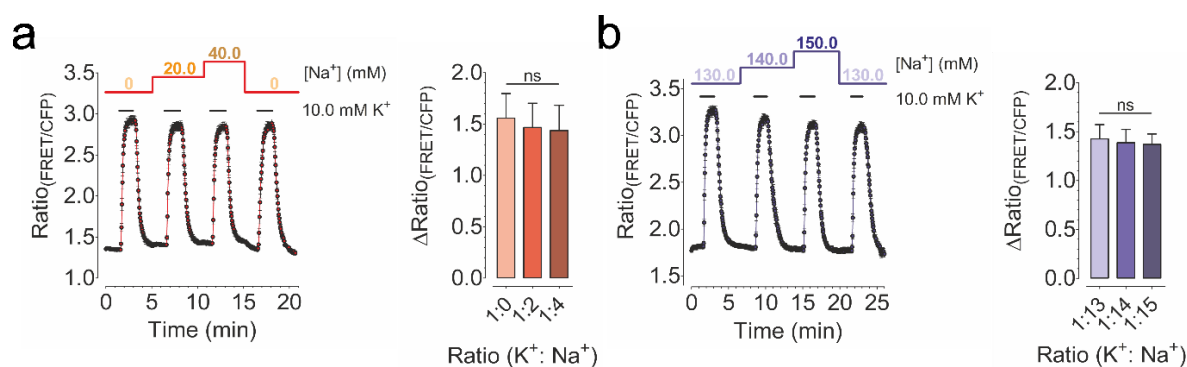 a
0 20.0 40.0 0
[Na⁺] (mM)
10.0 mM K⁺
Ratio(FRET/CFP)
3.5
3.0
2.5
2.0
1.5
1.0
0 5 10 15 20
Time (min)
ΔRatio(FRET/CFP)
2.0
1.5
1.0
0.5
0.0
ns
1:0 1:2 1:4
Ratio (K⁺: Na⁺)
b
130.0 140.0 150.0 130.0
[Na⁺] (mM)
10.0 mM K⁺
Ratio(FRET/CFP)
3.5
3.0
2.5
2.0
1.5
0 5 10 15 20 25
Time (min)
ΔRatio(FRET/CFP)
2.0
1.5
1.0
0.5
0.0
ns
1:13 1:14 1:15
Ratio (K⁺: Na⁺)